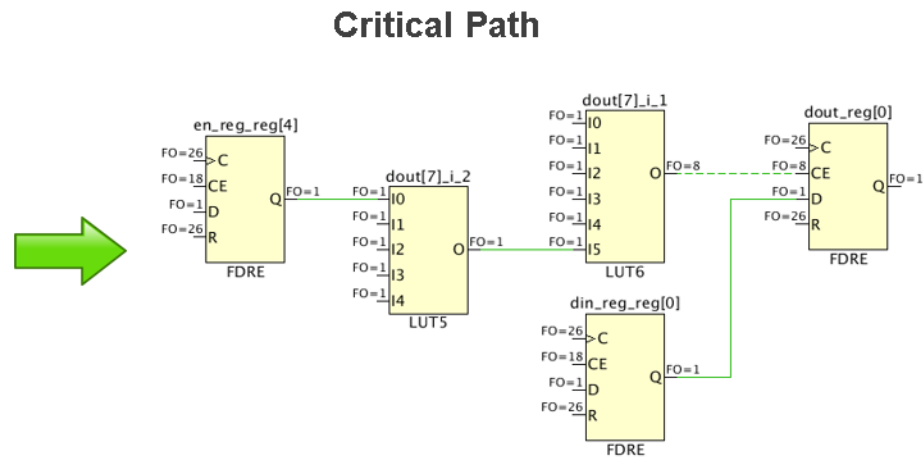 Critical Path
en_reg_reg[4]
FO=26
C
FO=18
CE
FO=1
D
FO=26
R
Q
FO=1
FDRE
dout[7]_i_2
FO=1
I0
FO=1
I1
FO=1
I2
FO=1
I3
FO=1
I4
O
FO=1
LUT5
dout[7]_i_1
FO=1
I0
FO=1
I1
FO=1
I2
FO=1
I3
FO=1
I4
FO=1
I5
O
FO=8
LUT6
din_reg_reg[0]
FO=26
C
FO=18
CE
FO=1
D
FO=26
R
Q
FO=1
FDRE
dout_reg[0]
FO=26
C
FO=8
CE
FO=1
D
FO=26
R
Q
FO=1
FDRE